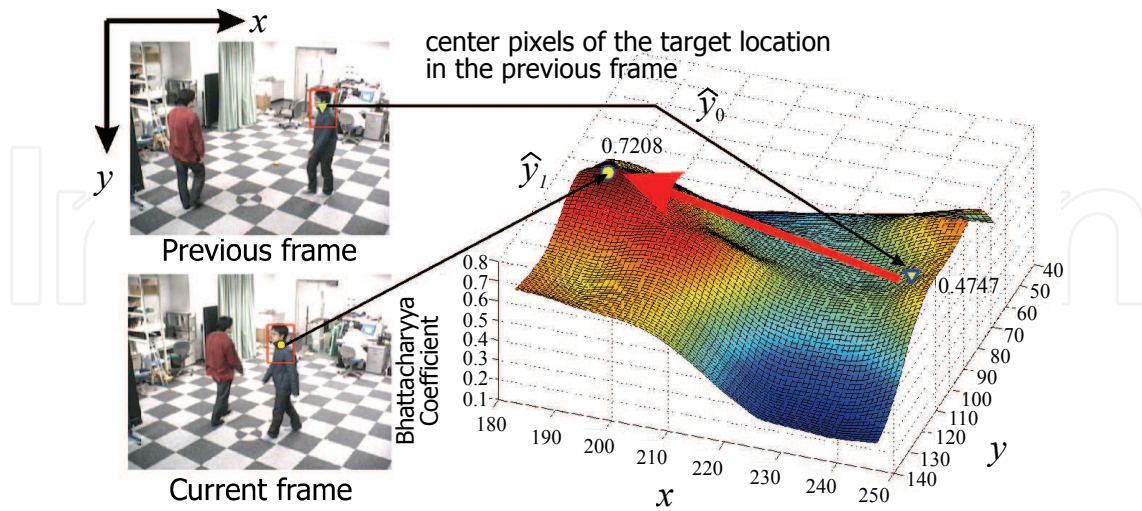 x
y
center pixels of the target location
in the previous frame
Previous frame
Current frame
ŷ0
0.7208
ŷ1
0.4747
Bhattacharyya
Coefficient
0.8
0.7
0.6
0.5
0.4
0.3
0.2
0.1
180
190
200
210
220
230
240
250
x
40
50
60
70
80
90
100
110
120
130
140
y